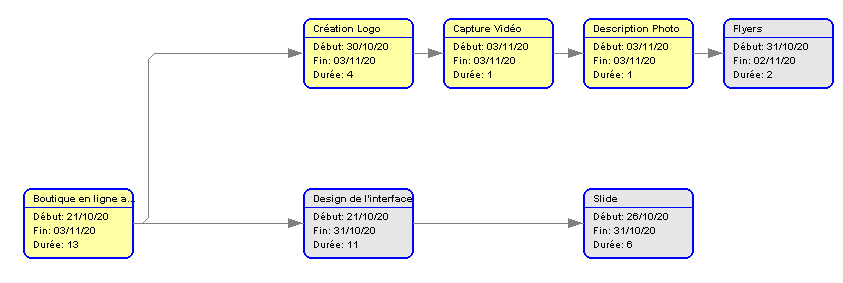 Création Logo
Début: 30/10/20
Fin: 03/11/20
Durée: 4
Capture Vidéo
Début: 03/11/20
Fin: 03/11/20
Durée: 1
Description Photo
Début: 03/11/20
Fin: 03/11/20
Durée: 1
Flyers
Début: 31/10/20
Fin: 02/11/20
Durée: 2
Boutique en ligne a...
Début: 21/10/20
Fin: 03/11/20
Durée: 13
Design de l'interface
Début: 21/10/20
Fin: 31/10/20
Durée: 11
Slide
Début: 26/10/20
Fin: 31/10/20
Durée: 6